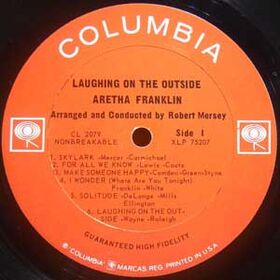 COLUMBIA
LAUGHING ON THE OUTSIDE
ARETHA FRANKLIN
Arranged and Conducted by Robert Mersey
CL 2079
NONBREAKABLE
Side 1
XLP 75207
1. SKYLARK -Mercer-Carmichael-
2. FOR ALL WE KNOW -Lewis-Coots-
3. MAKE SOMEONE HAPPY -Comden-Green-Styne-
4. I WONDER (Where Are You Tonight)
Franklin-White
5. SOLITUDE -DeLange-Mills
Ellington
6. LAUGHING ON THE OUT-
SIDE -Wayne-Raleigh
GUARANTEED HIGH FIDELITY
"COLUMBIA" MARCAS REG. PRINTED IN U.S.A.